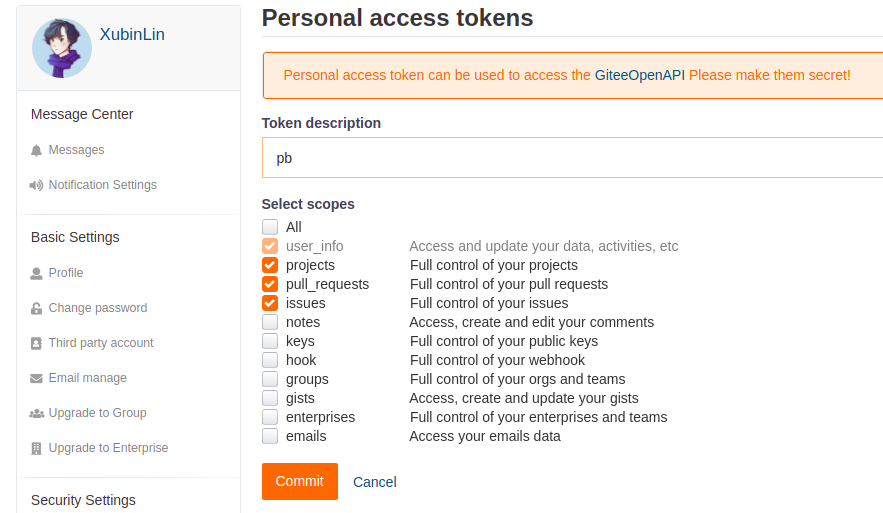 XubinLin
Message Center
Messages
Notification Settings
Basic Settings
Profile
Change password
Third party account
Email manage
Upgrade to Group
Upgrade to Enterprise
Security Settings
Personal access tokens
Personal access token can be used to access the GiteeOpenAPI Please make them secret!
Token description
pb
Select scopes
All
user_info Access and update your data, activities, etc
projects Full control of your projects
pull_requests Full control of your pull requests
issues Full control of your issues
notes Access, create and edit your comments
keys Full control of your public keys
hook Full control of your webhook
groups Full control of your orgs and teams
gists Access, create and update your gists
enterprises Full control of your enterprises and teams
emails Access your emails data
Commit Cancel